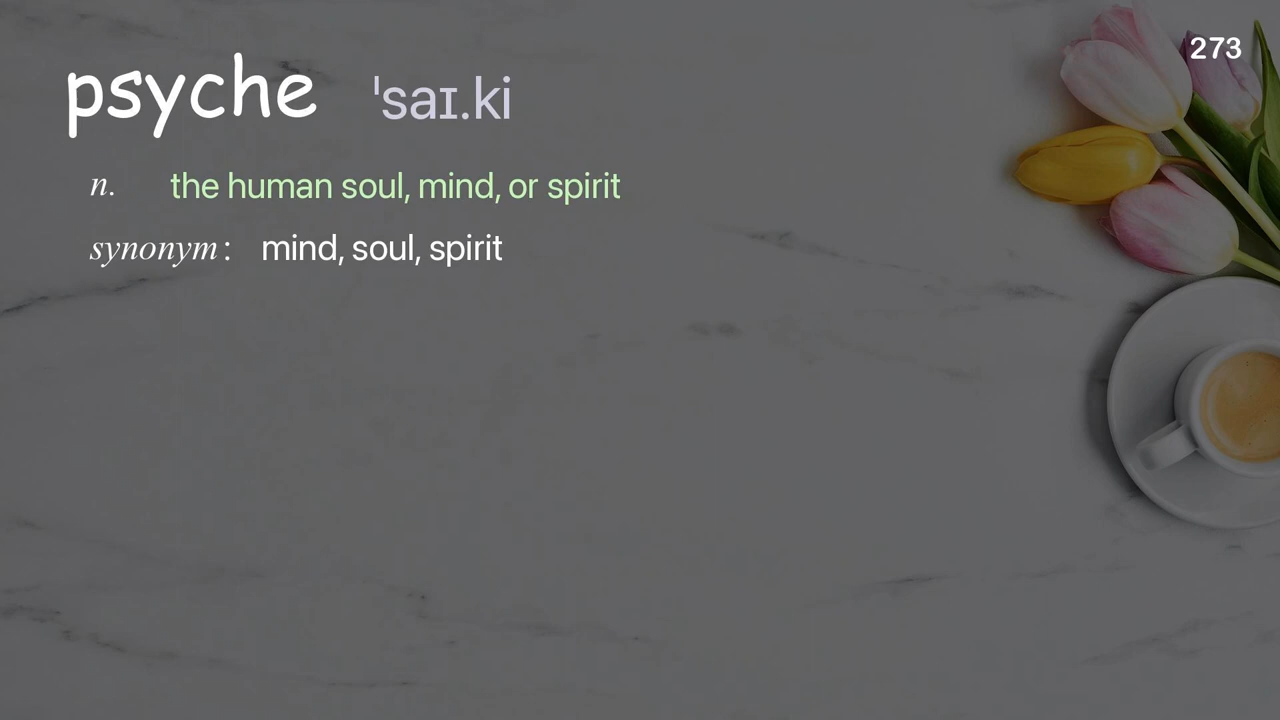 273
psyche ˈsaɪ.ki
n. the human soul, mind, or spirit
synonym: mind, soul, spirit